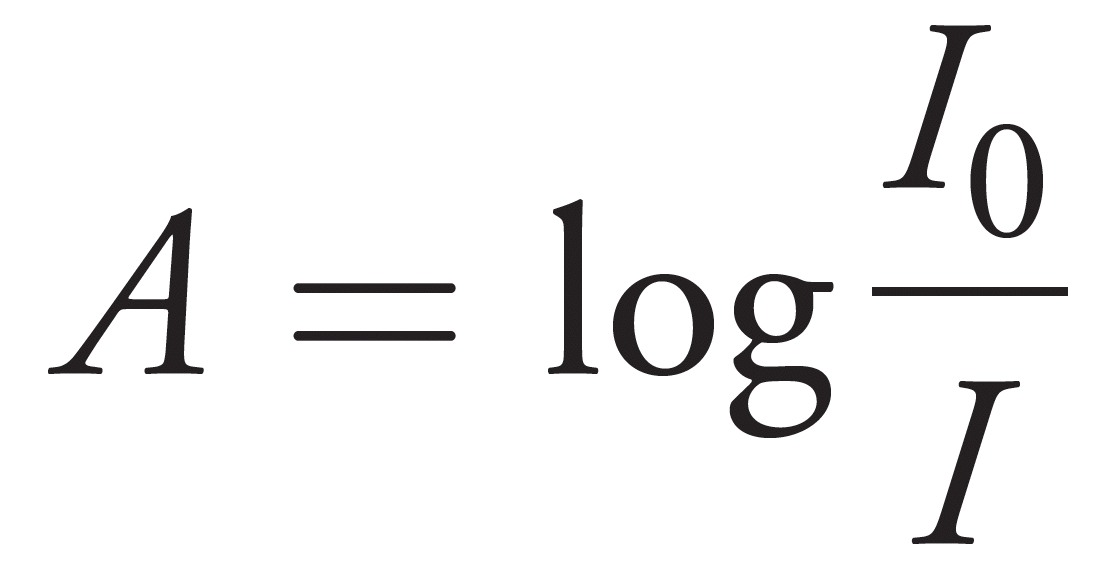 A = log I₀/I